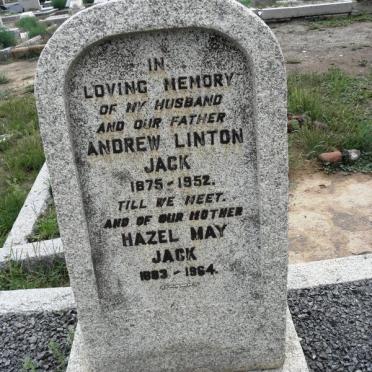 IN
LOVING MEMORY
OF MY HUSBAND
AND OUR FATHER
ANDREW LINTON
JACK
1875-1952.
TILL WE MEET.
AND OF OUR MOTHER
HAZEL MAY
JACK
1883-1964.